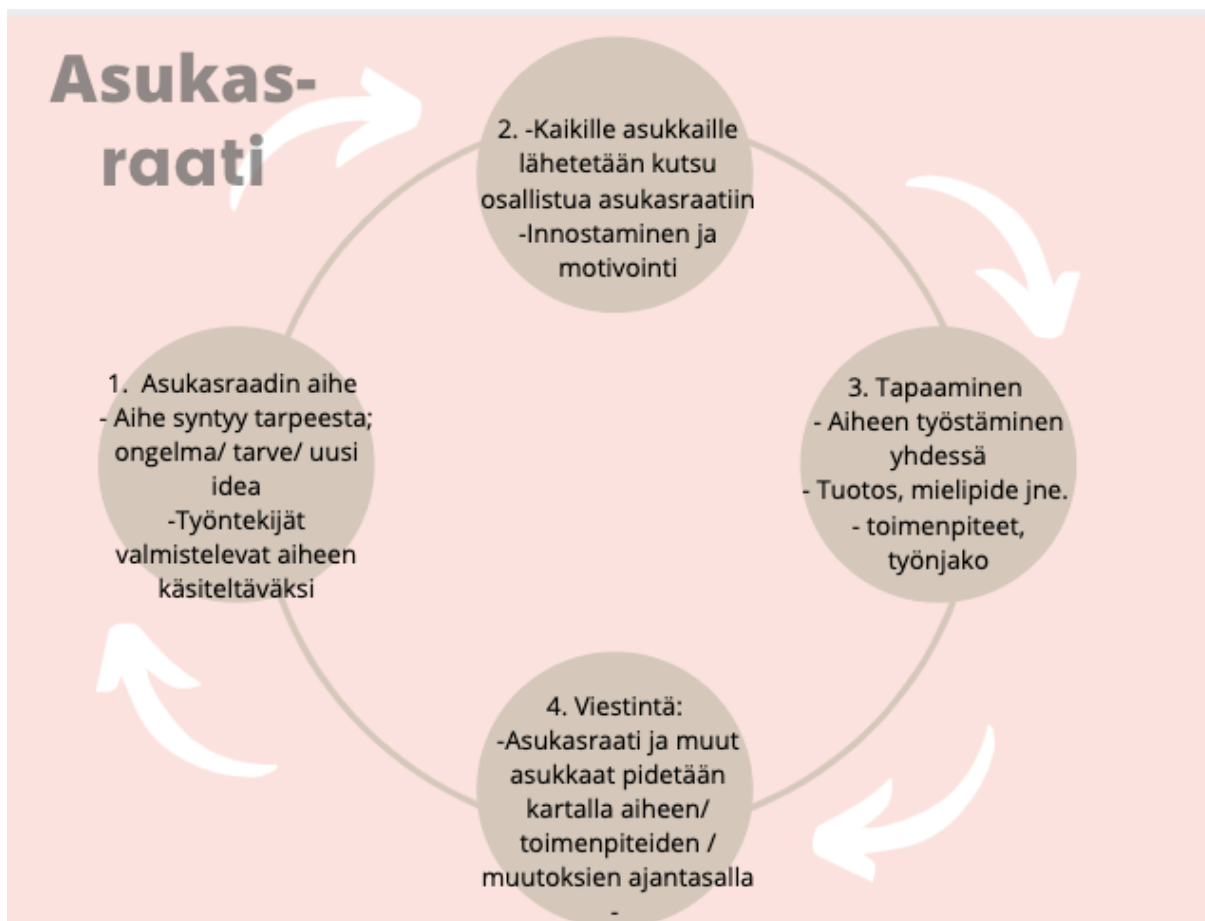 Asukas-
raati
1. Asukasraadin aihe
- Aihe syntyy tarpeesta;
ongelma/ tarve/ uusi
idea
-Työntekijät
valmistelevat aiheen
käsiteltäväksi
2. -Kaikille asukkaille
lähetetään kutsu
osallistua asukasraatiin
-Innostaminen ja
motivointi
3. Tapaaminen
- Aiheen työstäminen
yhdessä
- Tuotos, mielipide jne.
- toimenpiteet,
työnjako
4. Viestintä:
-Asukasraati ja muut
asukkaat pidetään
kartalla aiheen/
toimenpiteiden /
muutoksien ajantasalla
-